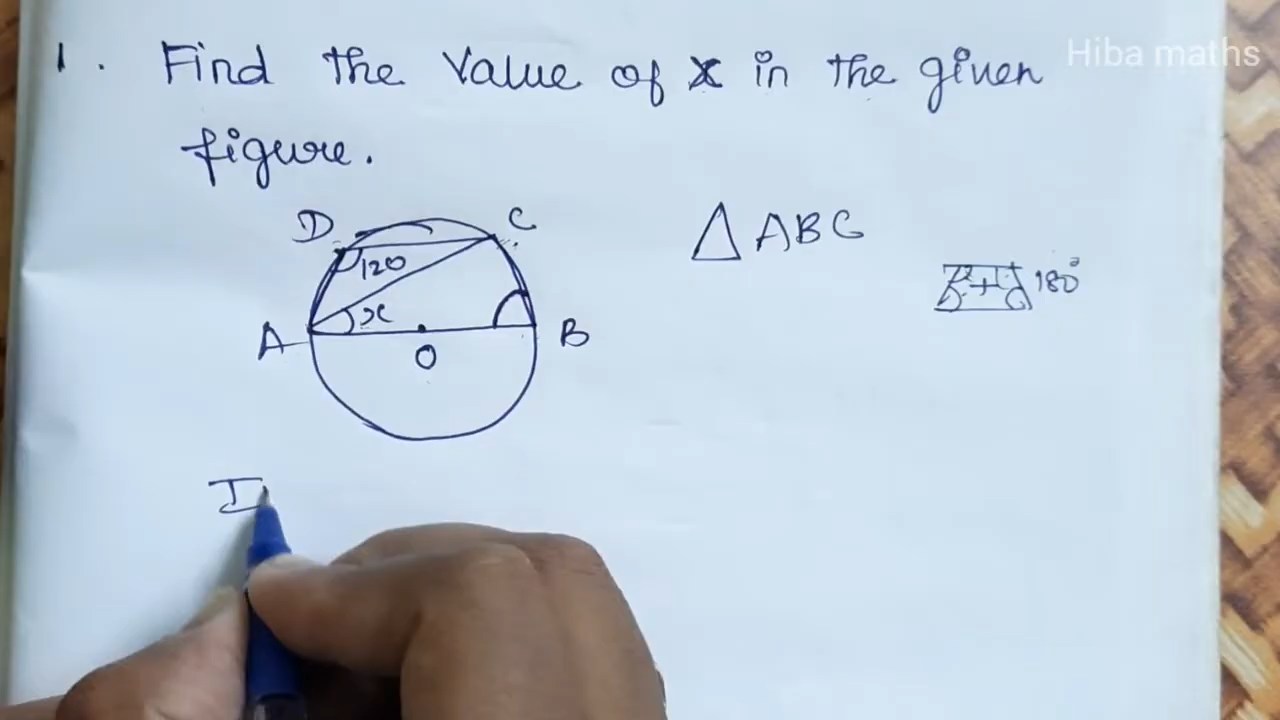 Hiba maths
1. Find the Value of x in the given
figure.
D
C
△ ABC
120
180°
x
A
B
O
I